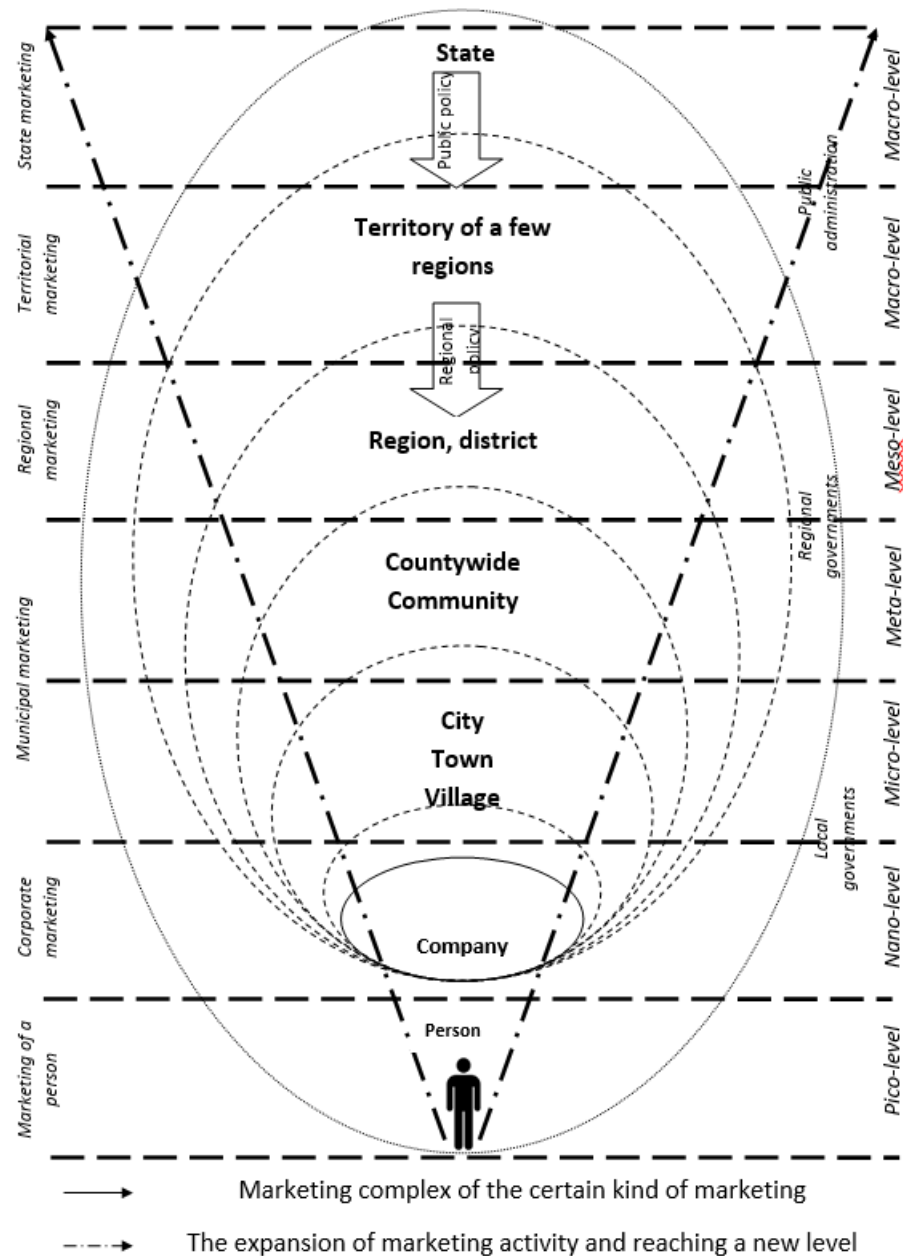 State marketing
State
Public policy
Macro-level
Public
administration
Territorial
marketing
Territory of a few
regions
Macro-level
Regional
policy
Regional
marketing
Region, district
Meso-level
Regional
governments
Municipal marketing
Countywide
Community
Meta-level
City
Town
Village
Micro-level
Local
governments
Corporate
marketing
Company
Nano-level
Marketing of a
person
Person
Pico-level
Marketing complex of the certain kind of marketing
The expansion of marketing activity and reaching a new level